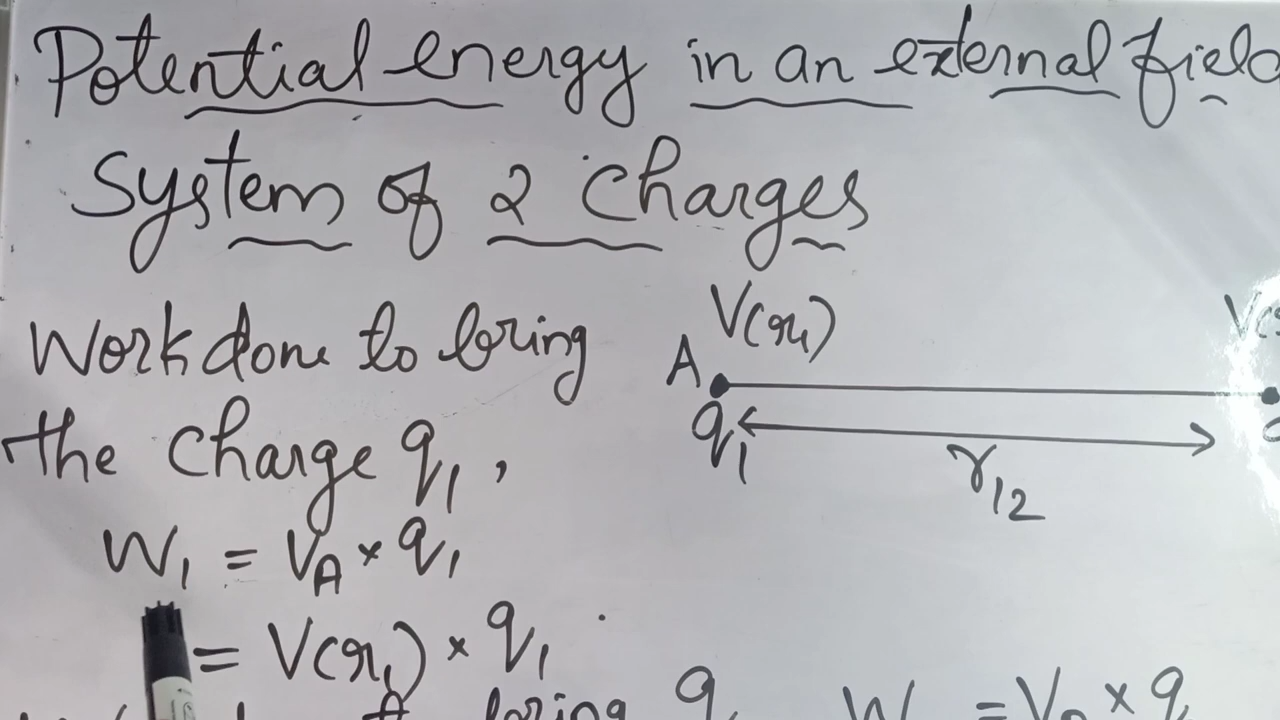 Potential energy in an external field
System of 2 charges
Work done to bring
the charge q₁,
W₁ = V_A × q₁
= V(r₁) × q₁
A V(r₁)
q₁
r₁₂
bring q
W = V × q